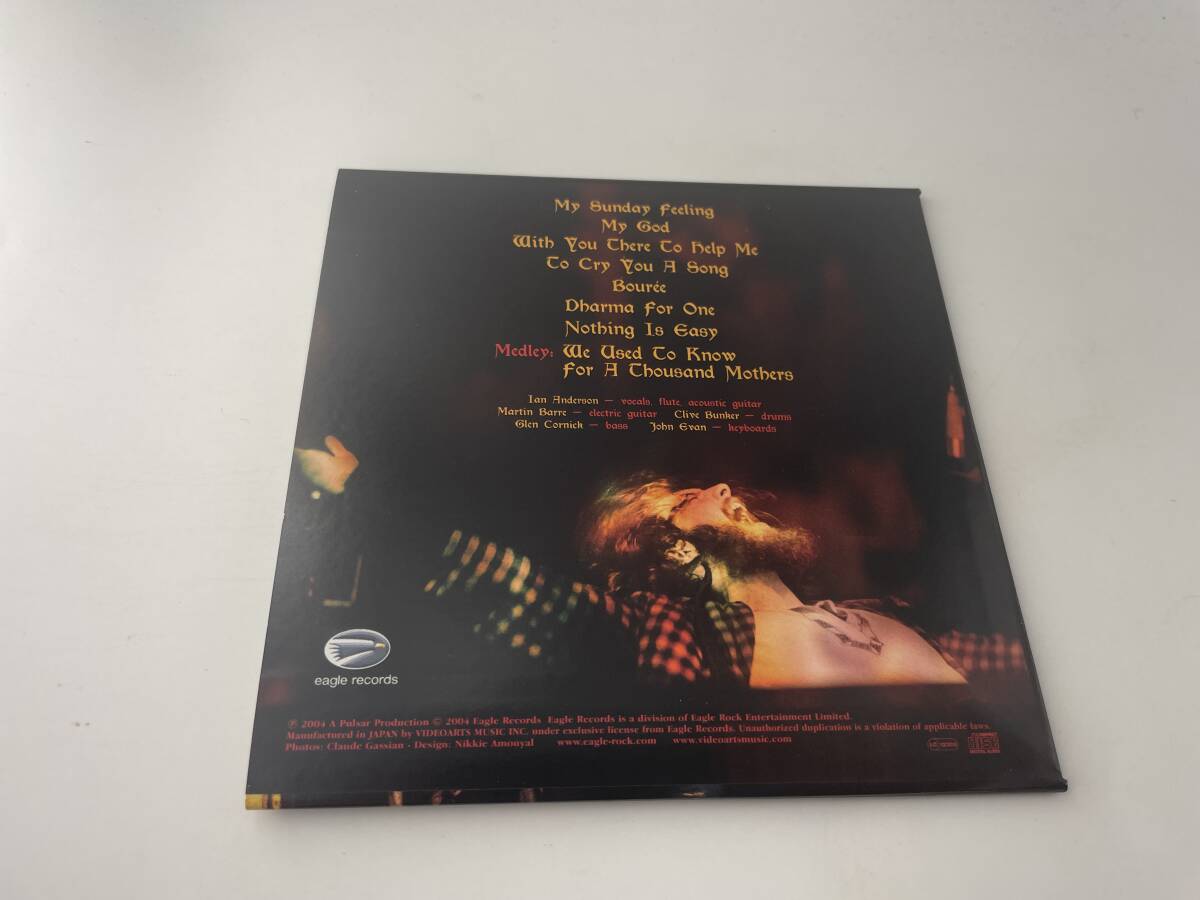 My Sunday Feeling
My God
With You There To Help Me
To Cry You A Song
Bourée
Dharma For One
Nothing Is Easy
Medley: We Used To Know
For A Thousand Mothers
Ian Anderson – vocals, flute, acoustic guitar
Martin Barre – electric guitar Clive Bunker – drums
Glen Cornick – bass John Evan – keyboards
eagle records
℗ 2004 A Pulsar Production © 2004 Eagle Records Eagle Records is a division of Eagle Rock Entertainment Limited.
Manufactured in JAPAN by VIDEOARTS MUSIC INC. under exclusive license from Eagle Records. Unauthorized duplication is a violation of applicable laws.
Photos: Claude Gassian · Design: Nikkie Amouyal www.eagle-rock.com www.videoartsmusic.com